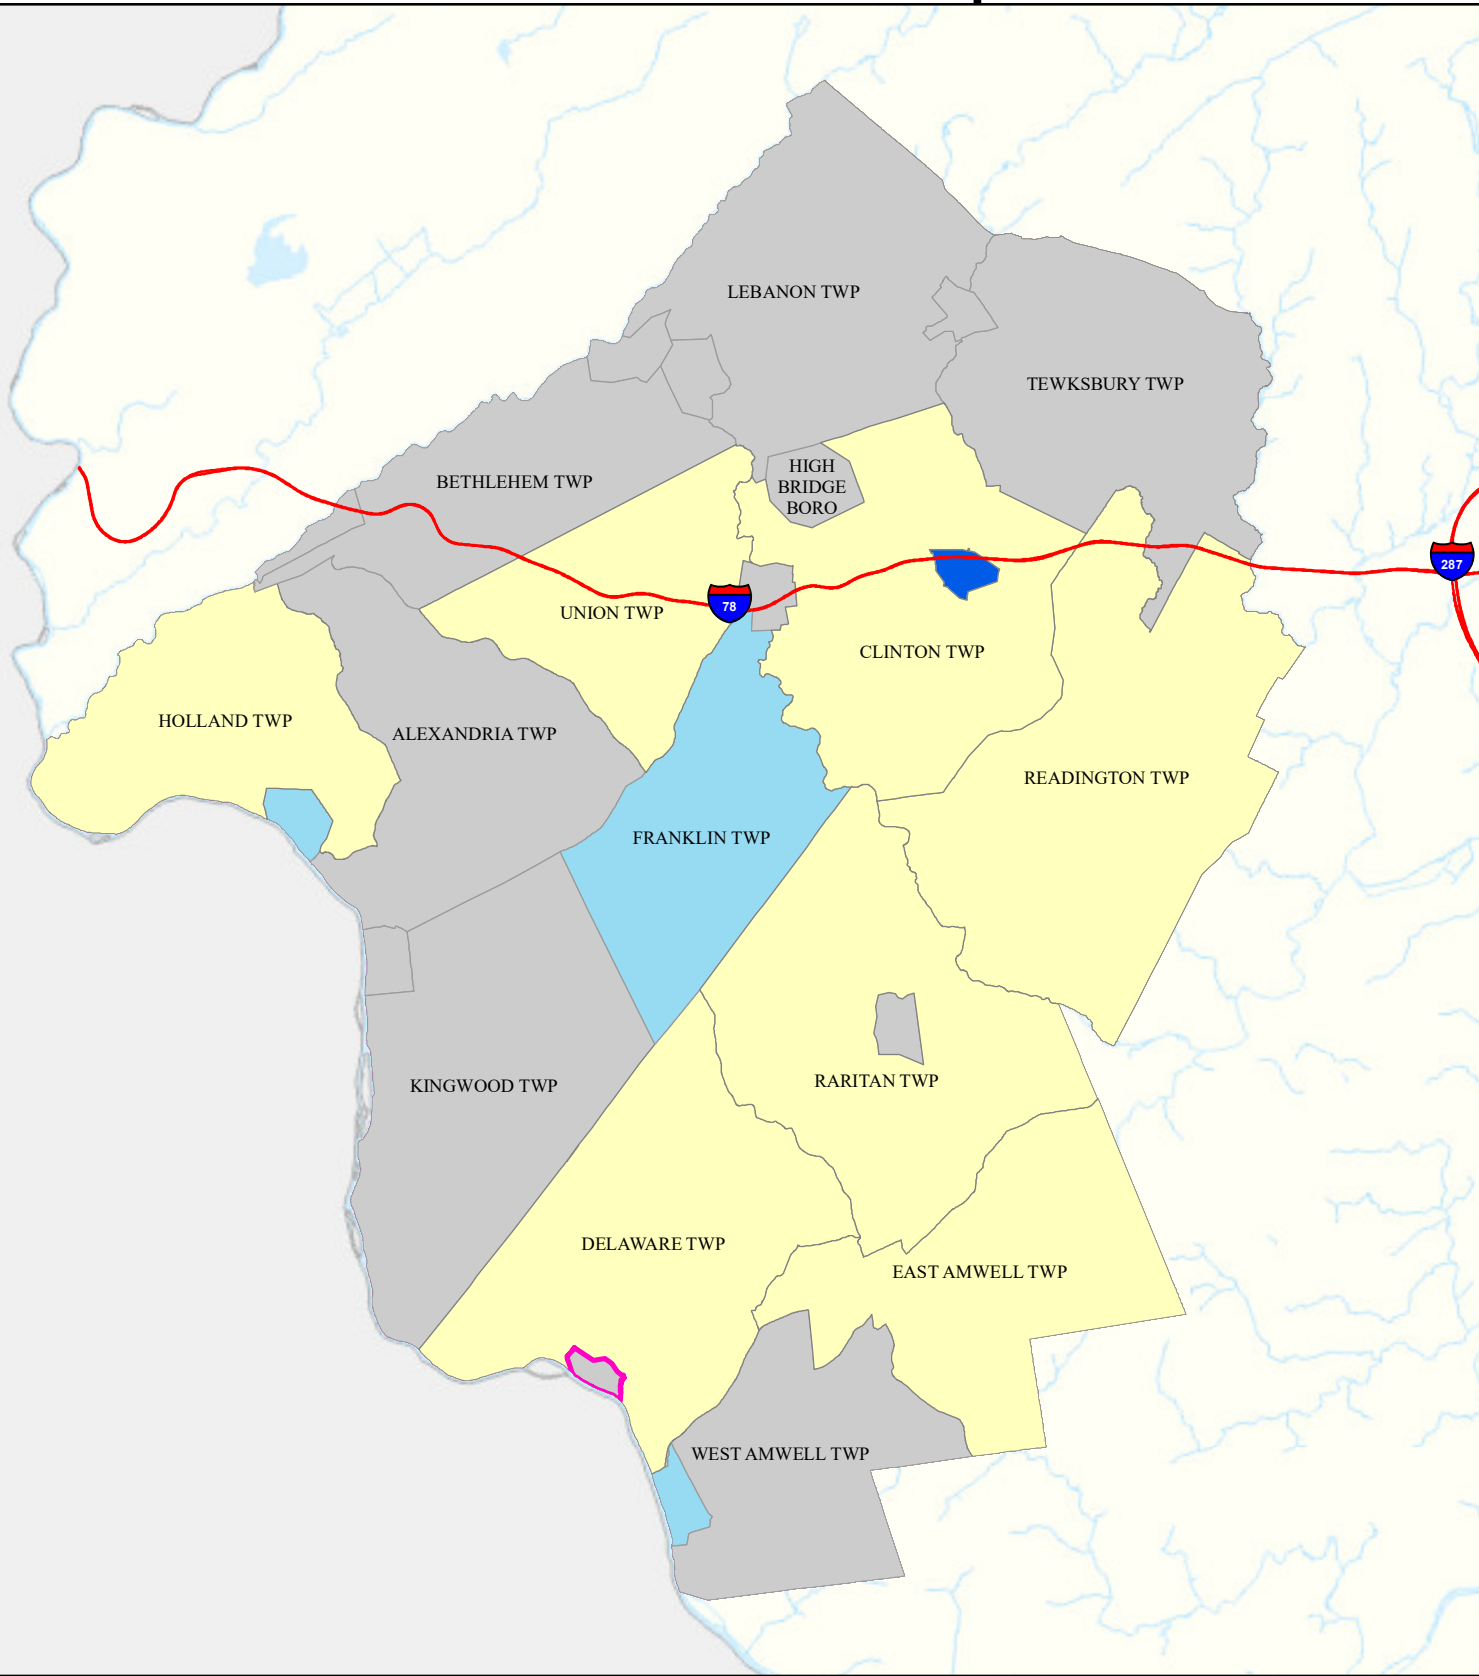 LEBANON TWP
TEWKSBURY TWP
BETHLEHEM TWP
HIGH
BRIDGE
BORO
287
78
UNION TWP
CLINTON TWP
HOLLAND TWP
ALEXANDRIA TWP
READINGTON TWP
FRANKLIN TWP
KINGWOOD TWP
RARITAN TWP
DELAWARE TWP
EAST AMWELL TWP
WEST AMWELL TWP